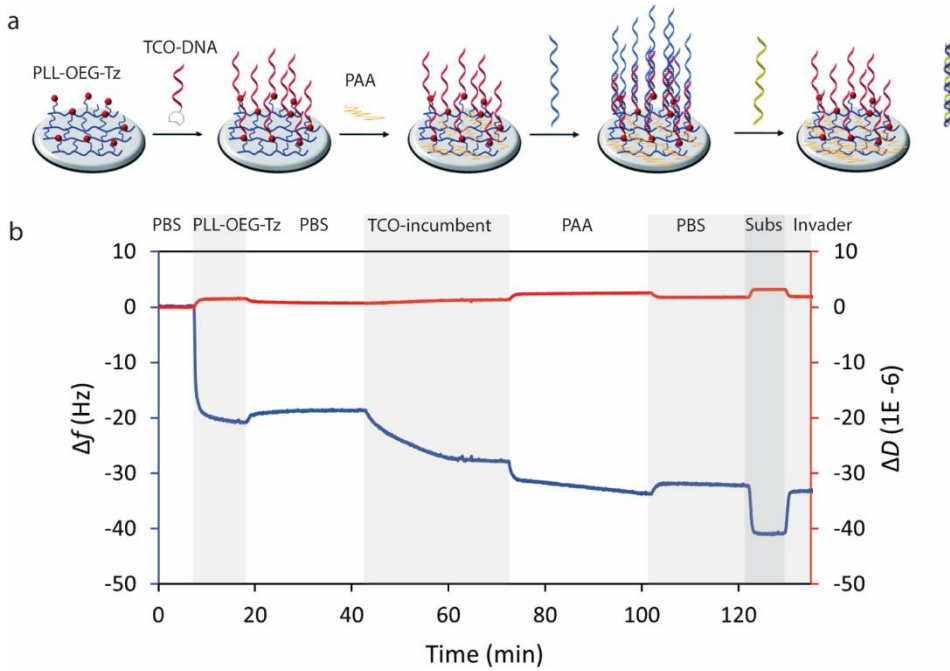 a
TCO-DNA
PLL-OEG-Tz
PAA
b
PBS PLL-OEG-Tz PBS TCO-incumbent PAA PBS Subs Invader
10 10
0 0
-10 -10
-20 -20
-30 -30
-40 -40
-50 -50
Δf (Hz)
ΔD (1E -6)
0 20 40 60 80 100 120
Time (min)